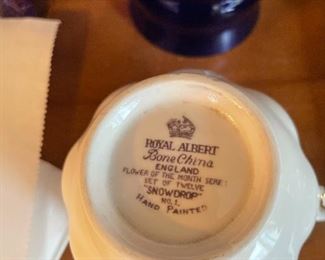 ROYAL ALBERT
Bone China
ENGLAND
FLOWER OF THE MONTH SERIES
SET OF TWELVE
"SNOWDROP"
NO. 1.
HAND PAINTED